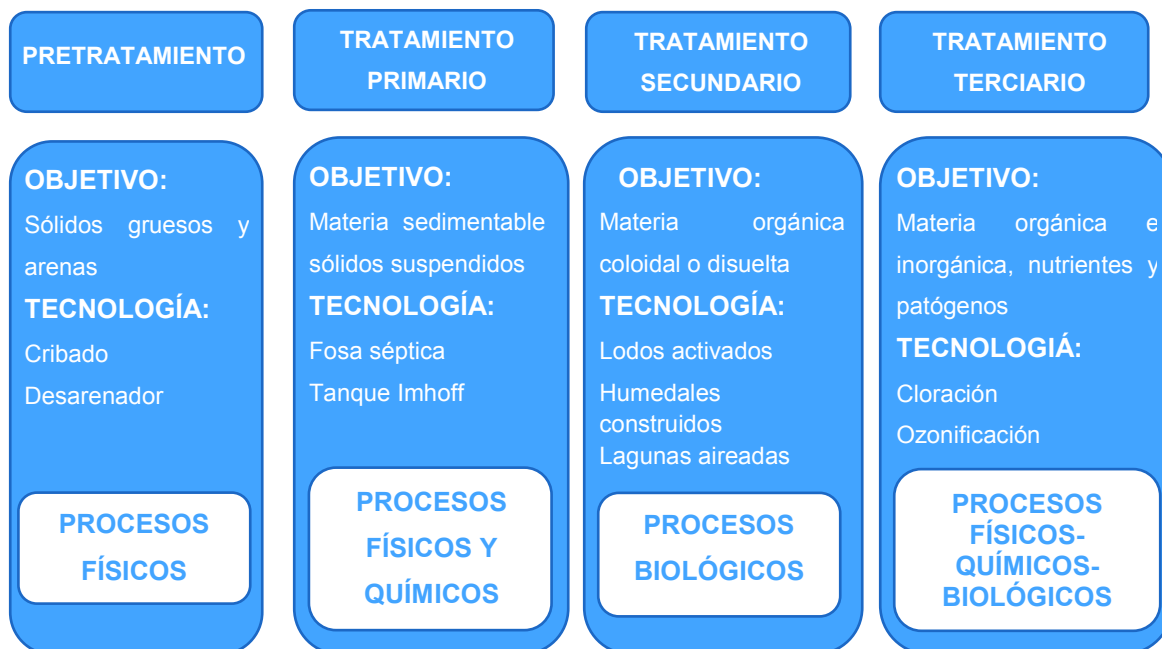 PRETRATAMIENTO
TRATAMIENTO
PRIMARIO
TRATAMIENTO
SECUNDARIO
TRATAMIENTO
TERCIARIO
OBJETIVO:
Sólidos gruesos y
arenas
TECNOLOGÍA:
Cribado
Desarenador
PROCESOS
FÍSICOS
OBJETIVO:
Materia sedimentable
sólidos suspendidos
TECNOLOGÍA:
Fosa séptica
Tanque Imhoff
PROCESOS
FÍSICOS Y
QUÍMICOS
OBJETIVO:
Materia orgánica
coloidal o disuelta
TECNOLOGÍA:
Lodos activados
Humedales
construidos
Lagunas aireadas
PROCESOS
BIOLÓGICOS
OBJETIVO:
Materia orgánica e
inorgánica, nutrientes y
patógenos
TECNOLOGIÁ:
Cloración
Ozonificación
PROCESOS
FÍSICOS-
QUÍMICOS-
BIOLÓGICOS